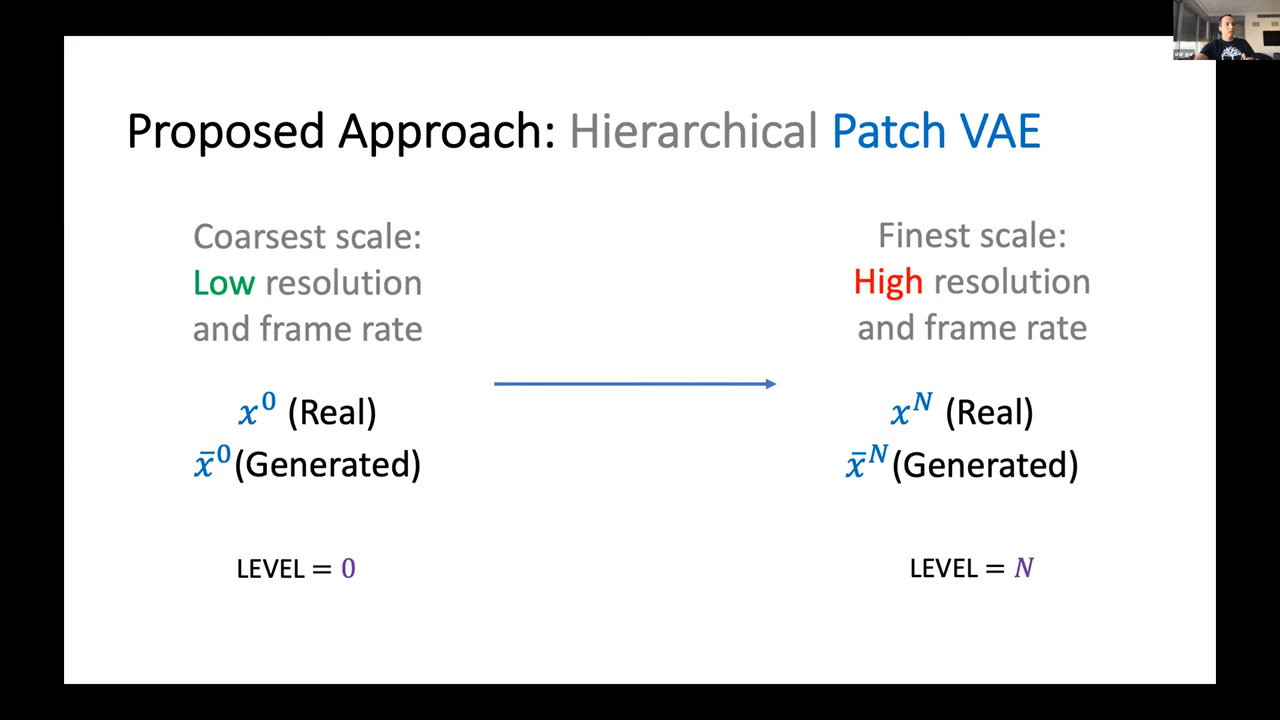 Proposed Approach: Hierarchical Patch VAE
Coarsest scale:
Low resolution
and frame rate
x⁰ (Real)
x̄⁰(Generated)
LEVEL = 0
Finest scale:
High resolution
and frame rate
xᴺ (Real)
x̄ᴺ(Generated)
LEVEL = N